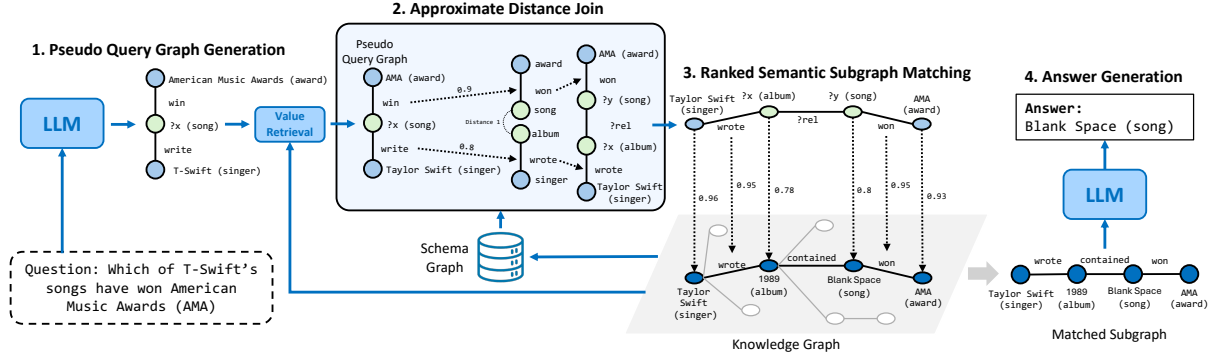 1. Pseudo Query Graph Generation
American Music Awards (award)
win
?x (song)
write
T-Swift (singer)
LLM
Value
Retrieval
Question: Which of T-Swift's
songs have won American
Music Awards (AMA)
2. Approximate Distance Join
Pseudo
Query Graph
AMA (award)
win
?x (song)
write
Taylor Swift (singer)
0.9
0.8
award
won
song
Distance 1
album
wrote
singer
AMA (award)
won
?y (song)
?rel
?x (album)
wrote
Taylor Swift
(singer)
Schema
Graph
3. Ranked Semantic Subgraph Matching
Taylor Swift
(singer)
?x (album)
?y (song)
AMA
(award)
wrote
?rel
won
0.96
0.95
0.78
0.8
0.95
0.93
wrote
contained
won
Taylor
Swift
(singer)
1989
(album)
Blank Space
(song)
AMA
(award)
Knowledge Graph
4. Answer Generation
Answer:
Blank Space (song)
LLM
wrote
contained
won
Taylor Swift
(singer)
1989
(album)
Blank Space
(song)
AMA
(award)
Matched Subgraph